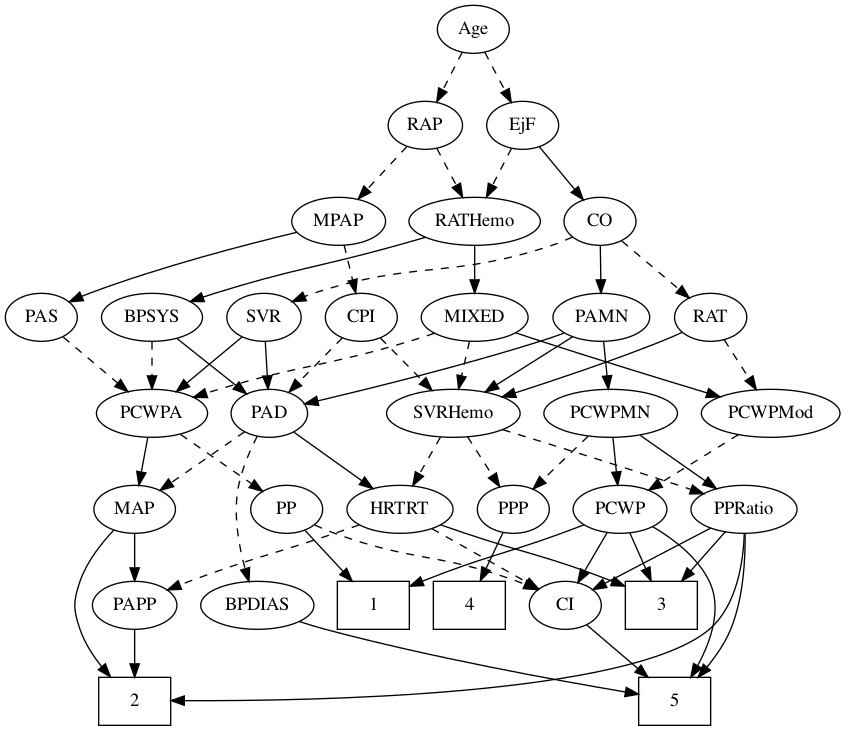 Age
RAP
EjF
MPAP
RATHemo
CO
PAS
BPSYS
SVR
CPI
MIXED
PAMN
RAT
PCWPA
PAD
SVRHemo
PCWPMN
PCWPMod
MAP
PP
HRTRT
PPP
PCWP
PPRatio
PAPP
BPDIAS
1
4
CI
3
2
5